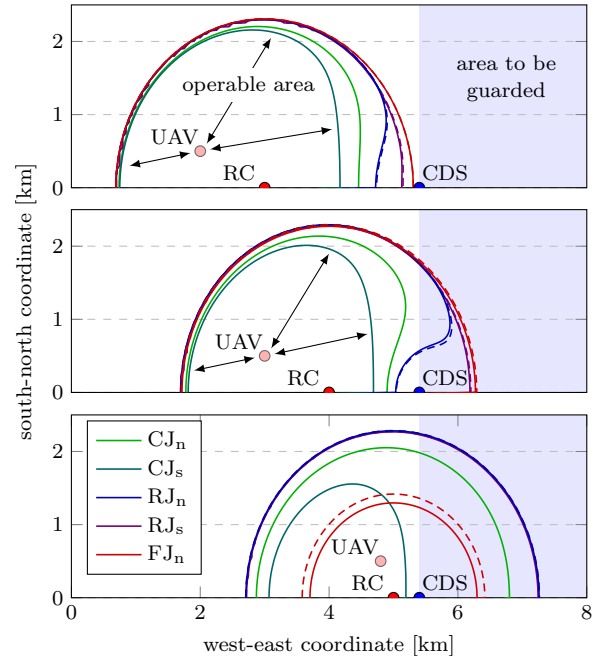 2
1
0
operable area
area to be
guarded
UAV
RC
CDS
2
1
0
UAV
RC
CDS
2
1
0
CJn
CJs
RJn
RJs
FJn
UAV
RC
CDS
0 2 4 6 8
west-east coordinate [km]
south-north coordinate [km]